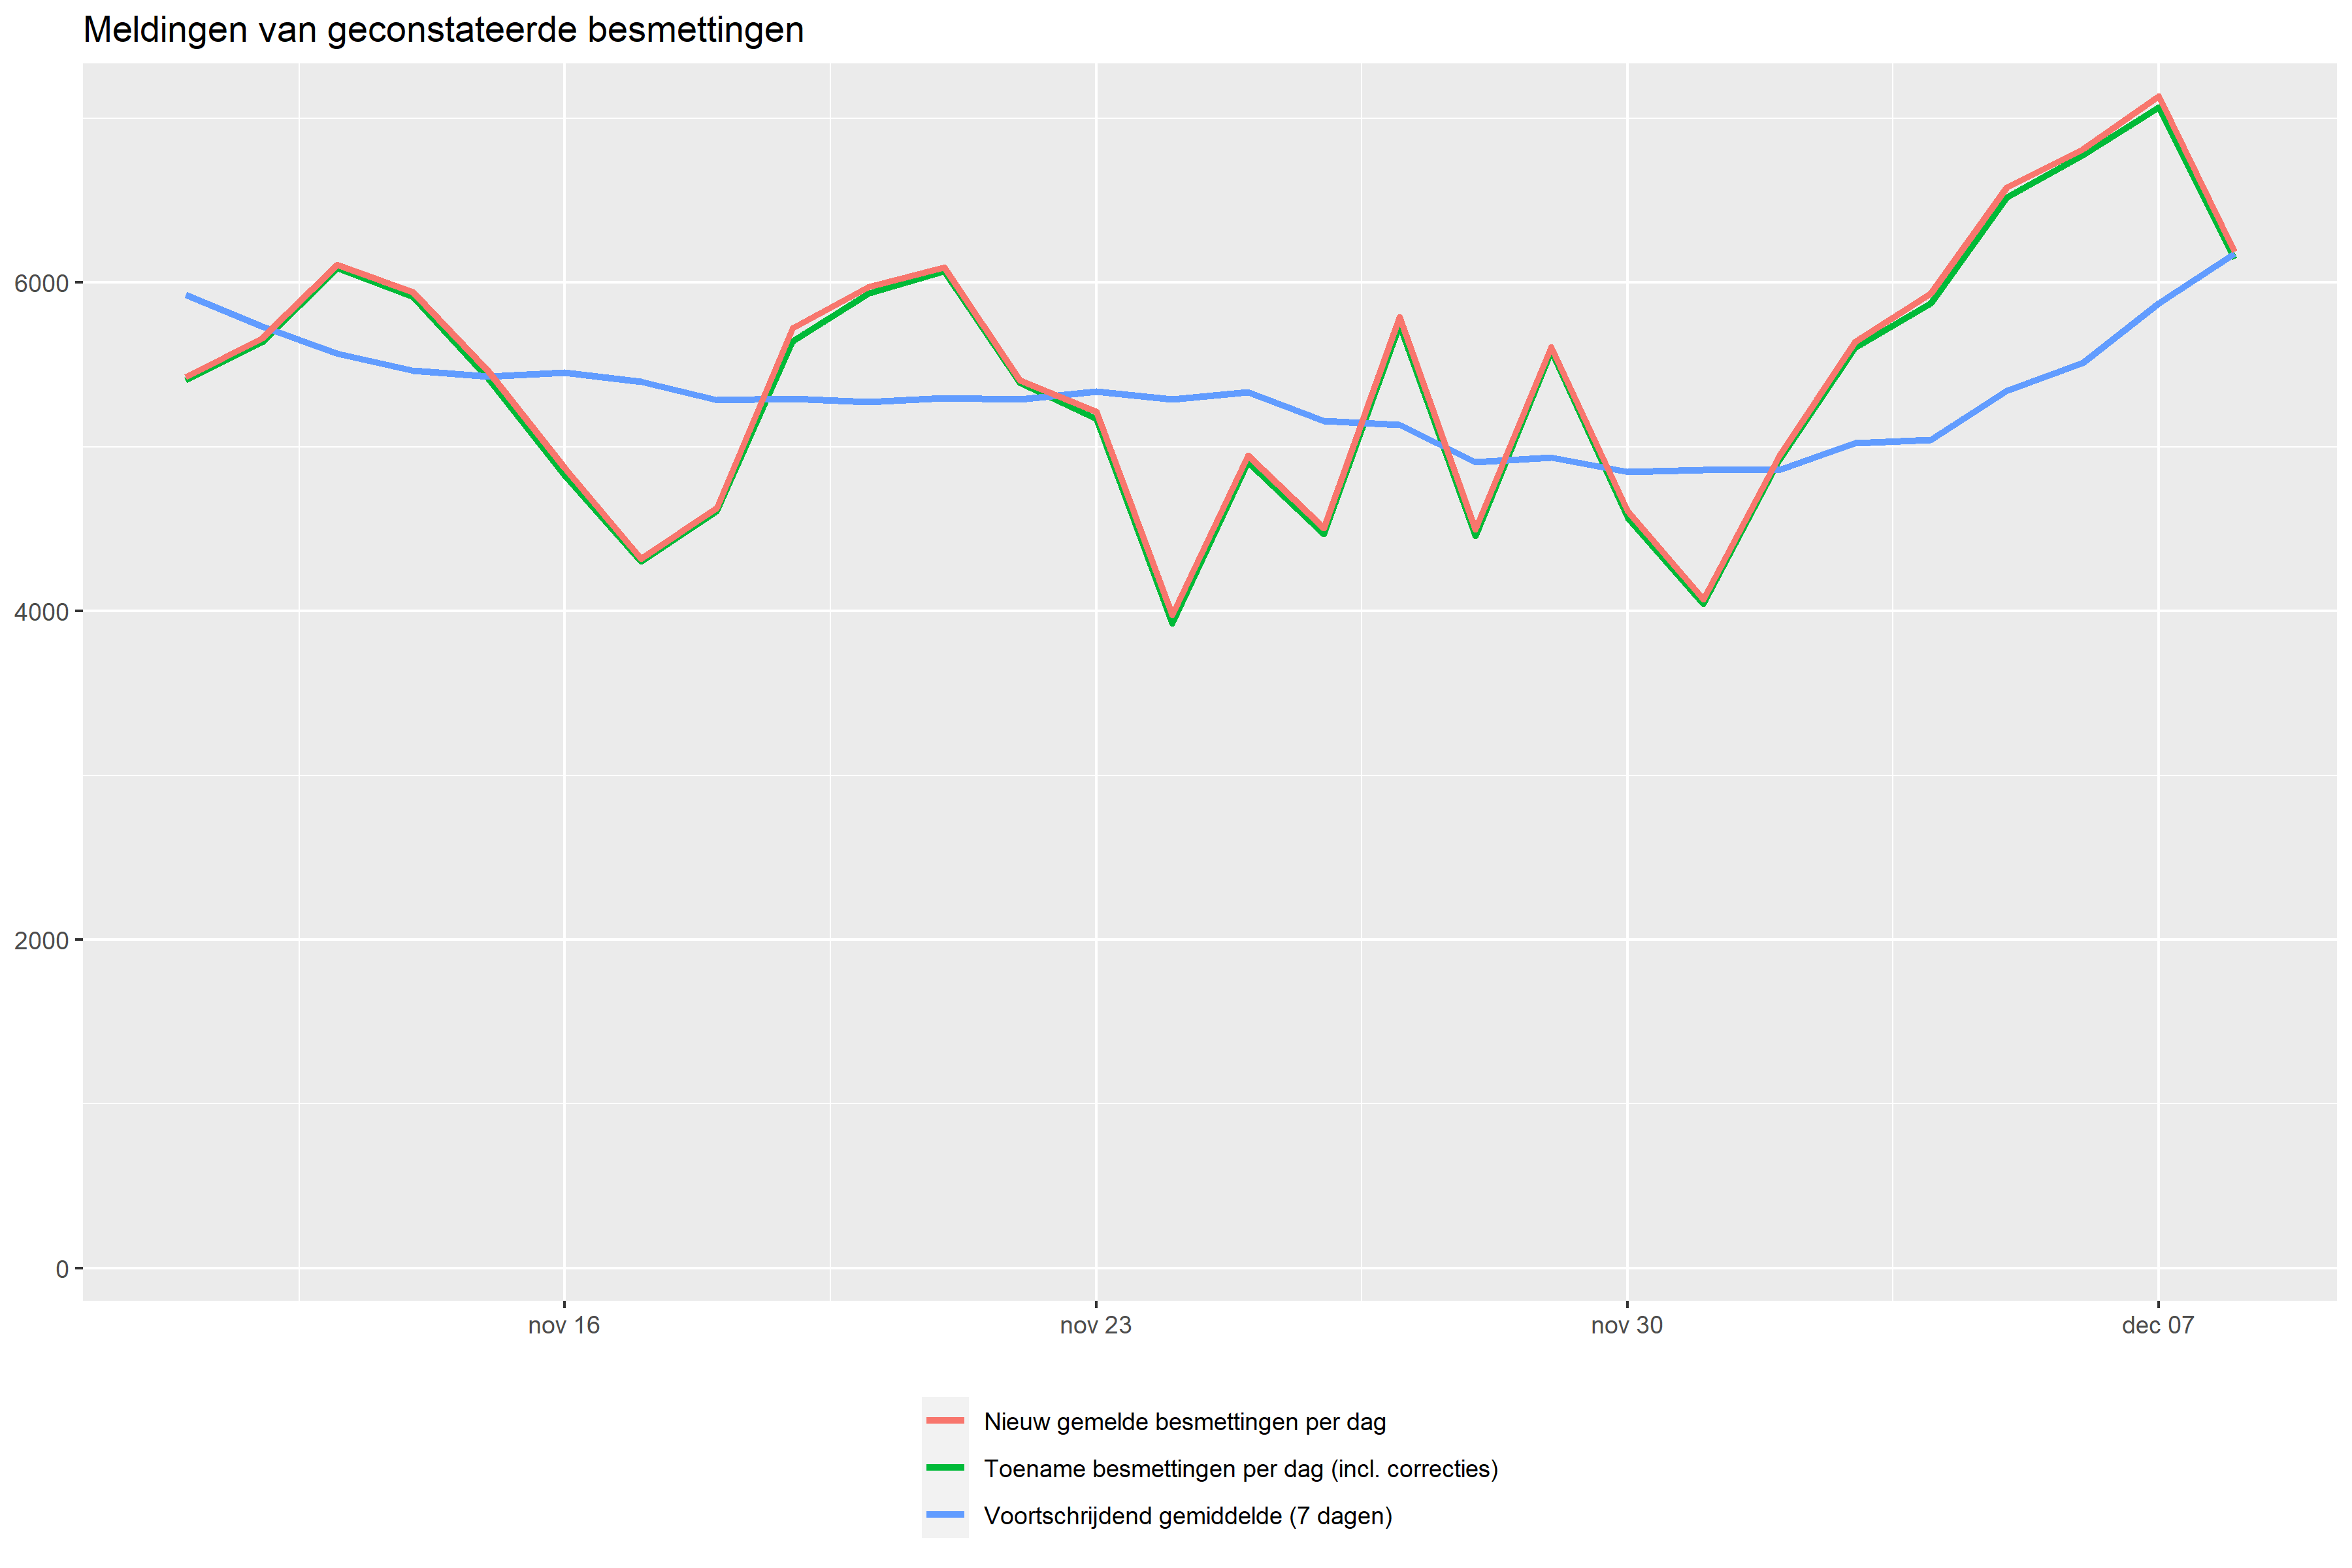 Meldingen van geconstateerde besmettingen
6000
4000
2000
0
nov 16 nov 23 nov 30 dec 07
Nieuw gemelde besmettingen per dag
Toename besmettingen per dag (incl. correcties)
Voortschrijdend gemiddelde (7 dagen)